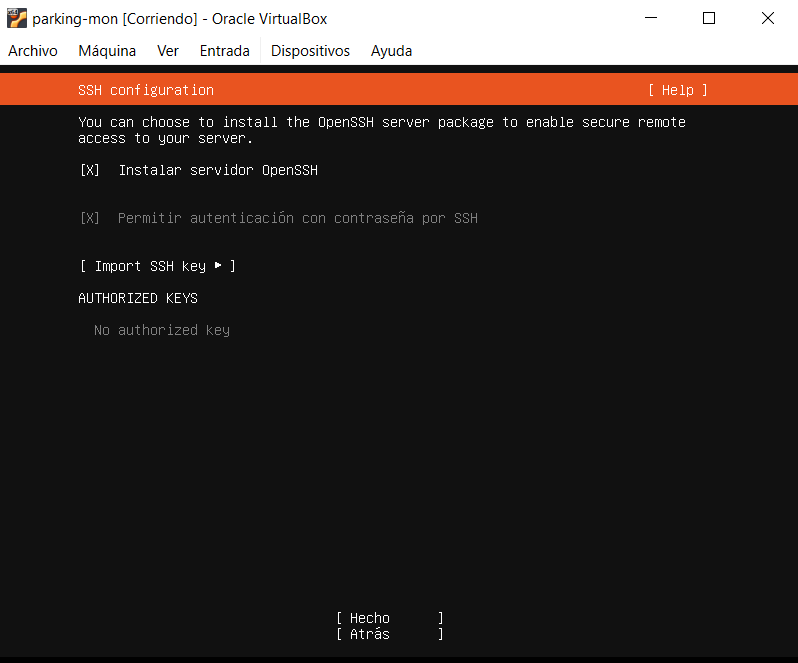 parking-mon [Corriendo] - Oracle VirtualBox
Archivo Máquina Ver Entrada Dispositivos Ayuda
SSH configuration [ Help ]
You can choose to install the OpenSSH server package to enable secure remote
access to your server.
[X] Instalar servidor OpenSSH
[X] Permitir autenticación con contraseña por SSH
[ Import SSH key ▸ ]
AUTHORIZED KEYS
No authorized key
[ Hecho ]
[ Atrás ]